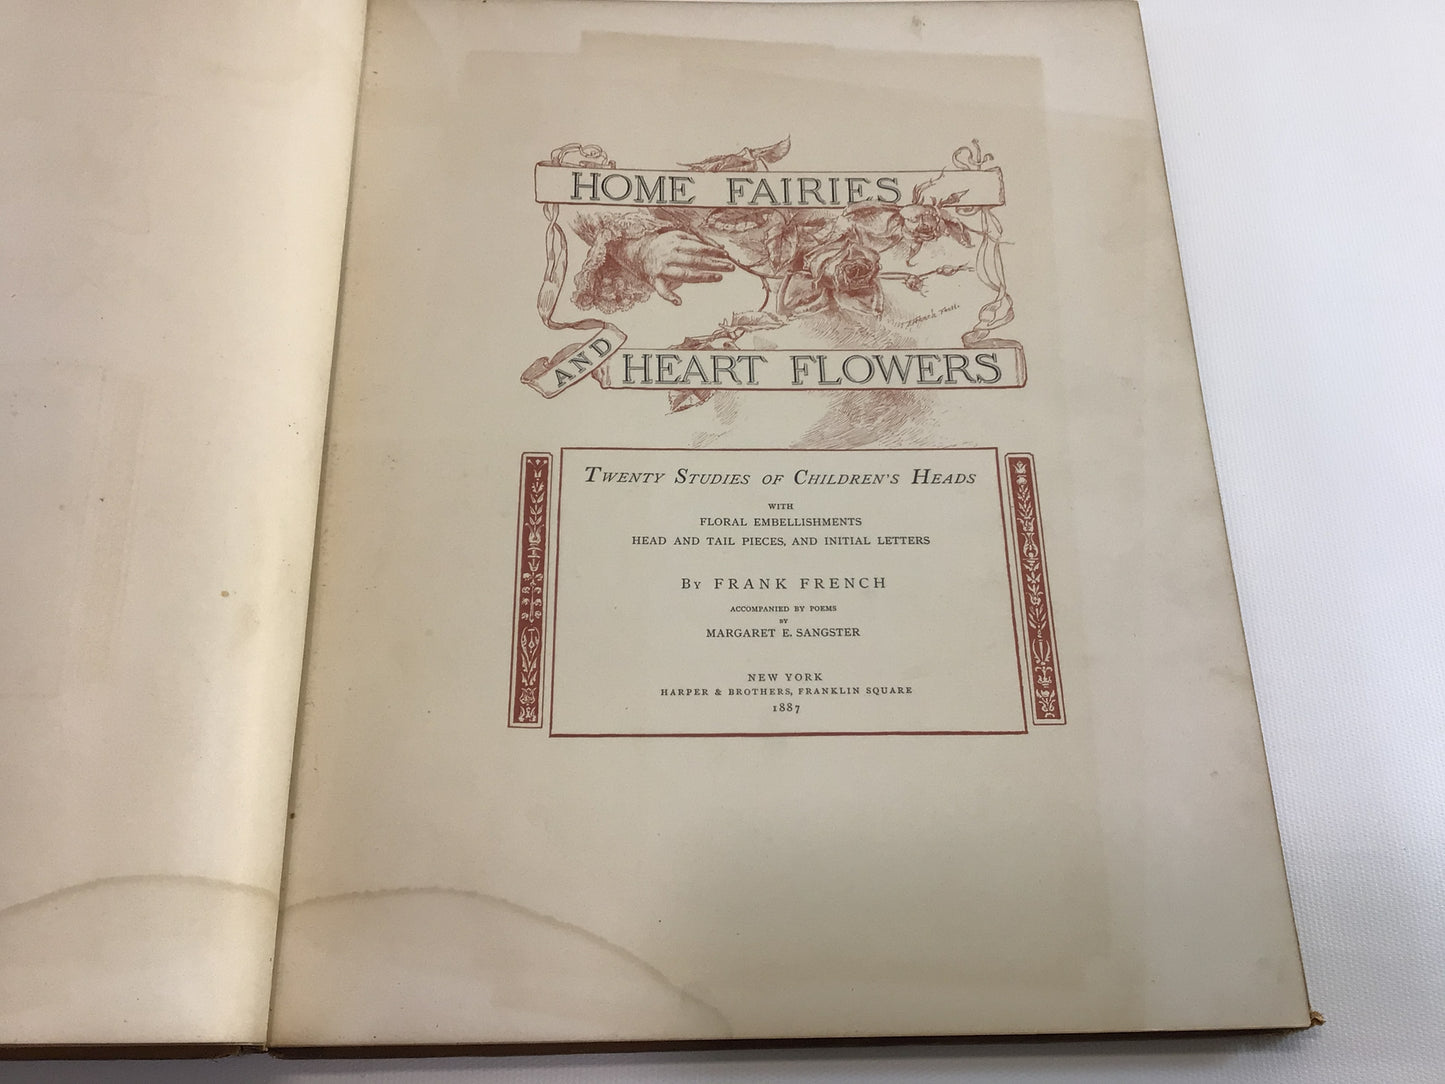 HOME FAIRIES
AND
HEART FLOWERS
TWENTY STUDIES OF CHILDREN'S HEADS
WITH
FLORAL EMBELLISHMENTS
HEAD AND TAIL PIECES, AND INITIAL LETTERS
BY FRANK FRENCH
ACCOMPANIED BY POEMS
BY
MARGARET E. SANGSTER
NEW YORK
HARPER & BROTHERS, FRANKLIN SQUARE
1887